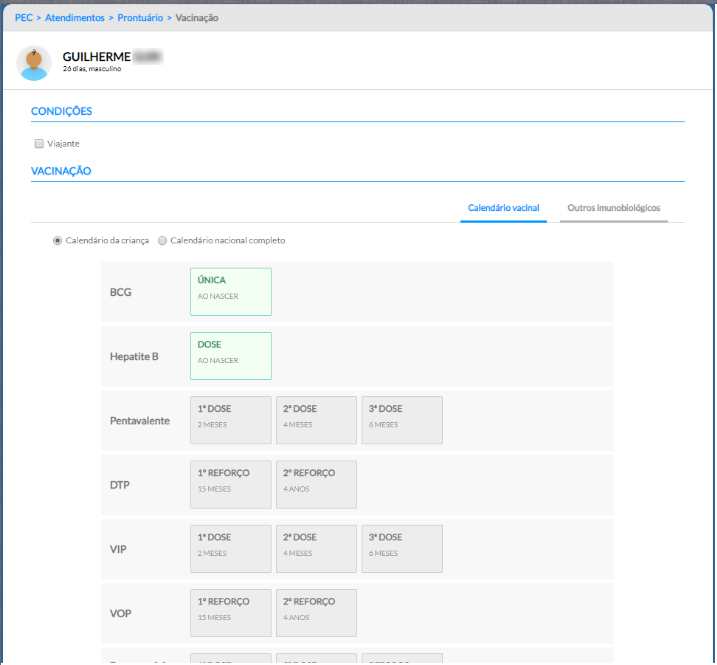 PEC > Atendimentos > Prontuário > Vacinação
GUILHERME
26 dias, masculino
CONDIÇÕES
Viajante
VACINAÇÃO
Calendário vacinal Outros imunobiológicos
Calendário da criança Calendário nacional completo
BCG
ÚNICA
AO NASCER
Hepatite B
DOSE
AO NASCER
Pentavalente
1ª DOSE
2 MESES
2ª DOSE
4 MESES
3ª DOSE
6 MESES
DTP
1º REFORÇO
15 MESES
2º REFORÇO
4 ANOS
VIP
1ª DOSE
2 MESES
2ª DOSE
4 MESES
3ª DOSE
6 MESES
VOP
1º REFORÇO
15 MESES
2º REFORÇO
4 ANOS